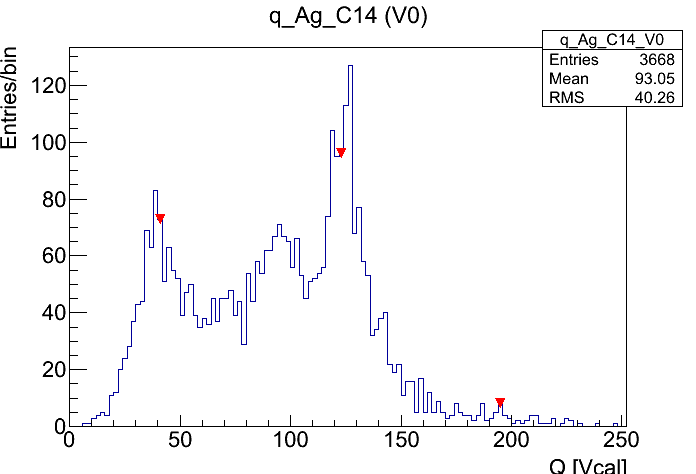 q_Ag_C14 (V0)
q_Ag_C14_V0
Entries 3668
Mean 93.05
RMS 40.26
Entries/bin
120
100
80
60
40
20
0
0 50 100 150 200 250
Q [Vcal]